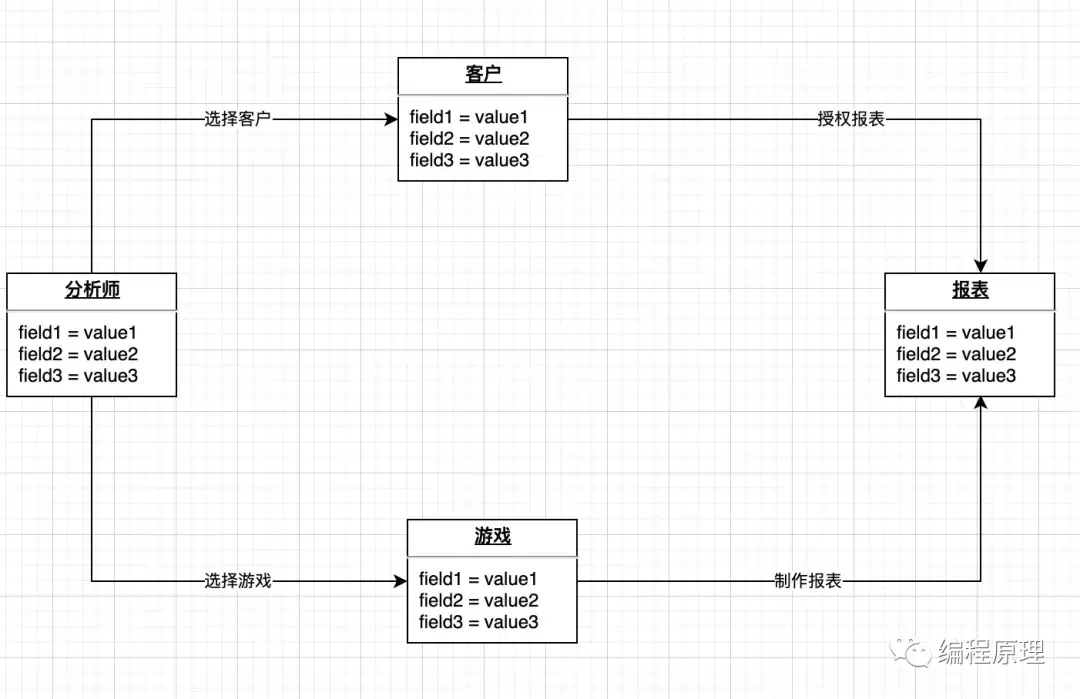 客户
field1 = value1
field2 = value2
field3 = value3
选择客户
授权报表
分析师
field1 = value1
field2 = value2
field3 = value3
报表
field1 = value1
field2 = value2
field3 = value3
游戏
field1 = value1
field2 = value2
field3 = value3
选择游戏
制作报表
编程原理